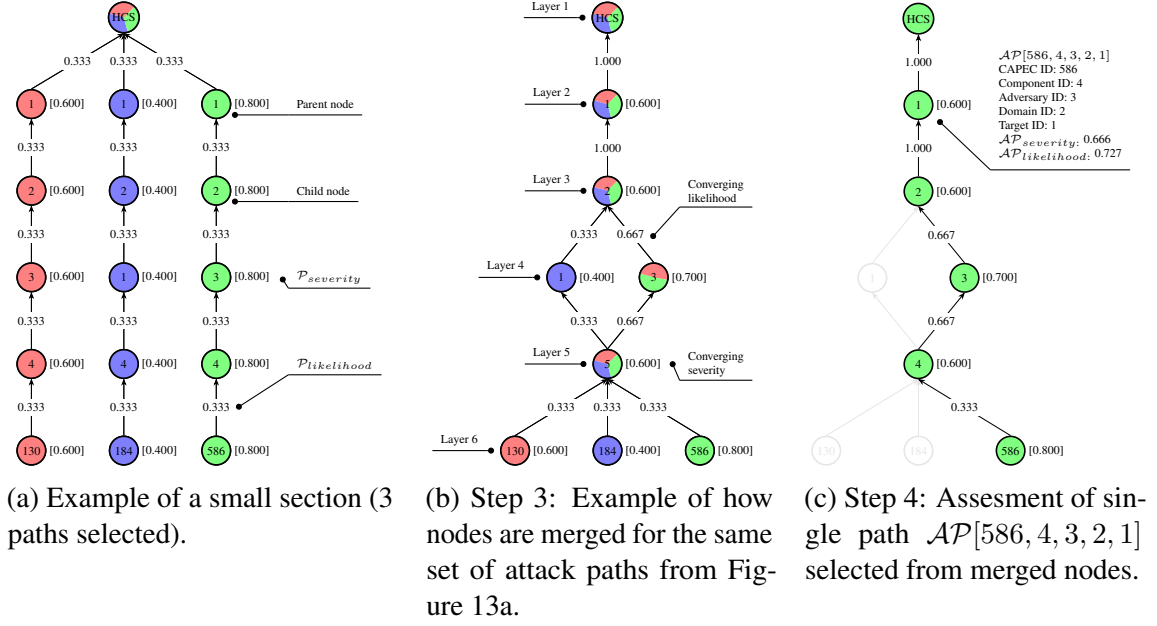 HCS
0.333 0.333 0.333
1 [0.600] 1 [0.400] 1 [0.800]
Parent node
0.333 0.333 0.333
2 [0.600] 2 [0.400] 2 [0.800]
Child node
0.333 0.333 0.333
3 [0.600] 1 [0.400] 3 [0.800]
𝒫severity
0.333 0.333 0.333
4 [0.600] 4 [0.400] 4 [0.800]
𝒫likelihood
0.333 0.333 0.333
130 [0.600] 184 [0.400] 586 [0.800]
(a) Example of a small section (3
paths selected).
Layer 1
HCS
1.000
Layer 2
1 [0.600]
1.000
Layer 3
2 [0.600]
Converging
likelihood
0.333 0.667
Layer 4
1 [0.400] 3 [0.700]
0.333 0.667
Layer 5
5 [0.600]
Converging
severity
0.333 0.333 0.333
Layer 6
130 [0.600] 184 [0.400] 586 [0.800]
(b) Step 3: Example of how
nodes are merged for the same
set of attack paths from Fig-
ure 13a.
HCS
1.000
1 [0.600]
𝒜𝒫[586, 4, 3, 2, 1]
CAPEC ID: 586
Component ID: 4
Adversary ID: 3
Domain ID: 2
Target ID: 1
𝒜𝒫severity: 0.666
𝒜𝒫likelihood: 0.727
1.000
2 [0.600]
0.667
1 3 [0.700]
0.667
4 [0.600]
0.333
130 184 586 [0.800]
(c) Step 4: Assesment of sin-
gle path 𝒜𝒫[586, 4, 3, 2, 1]
selected from merged nodes.